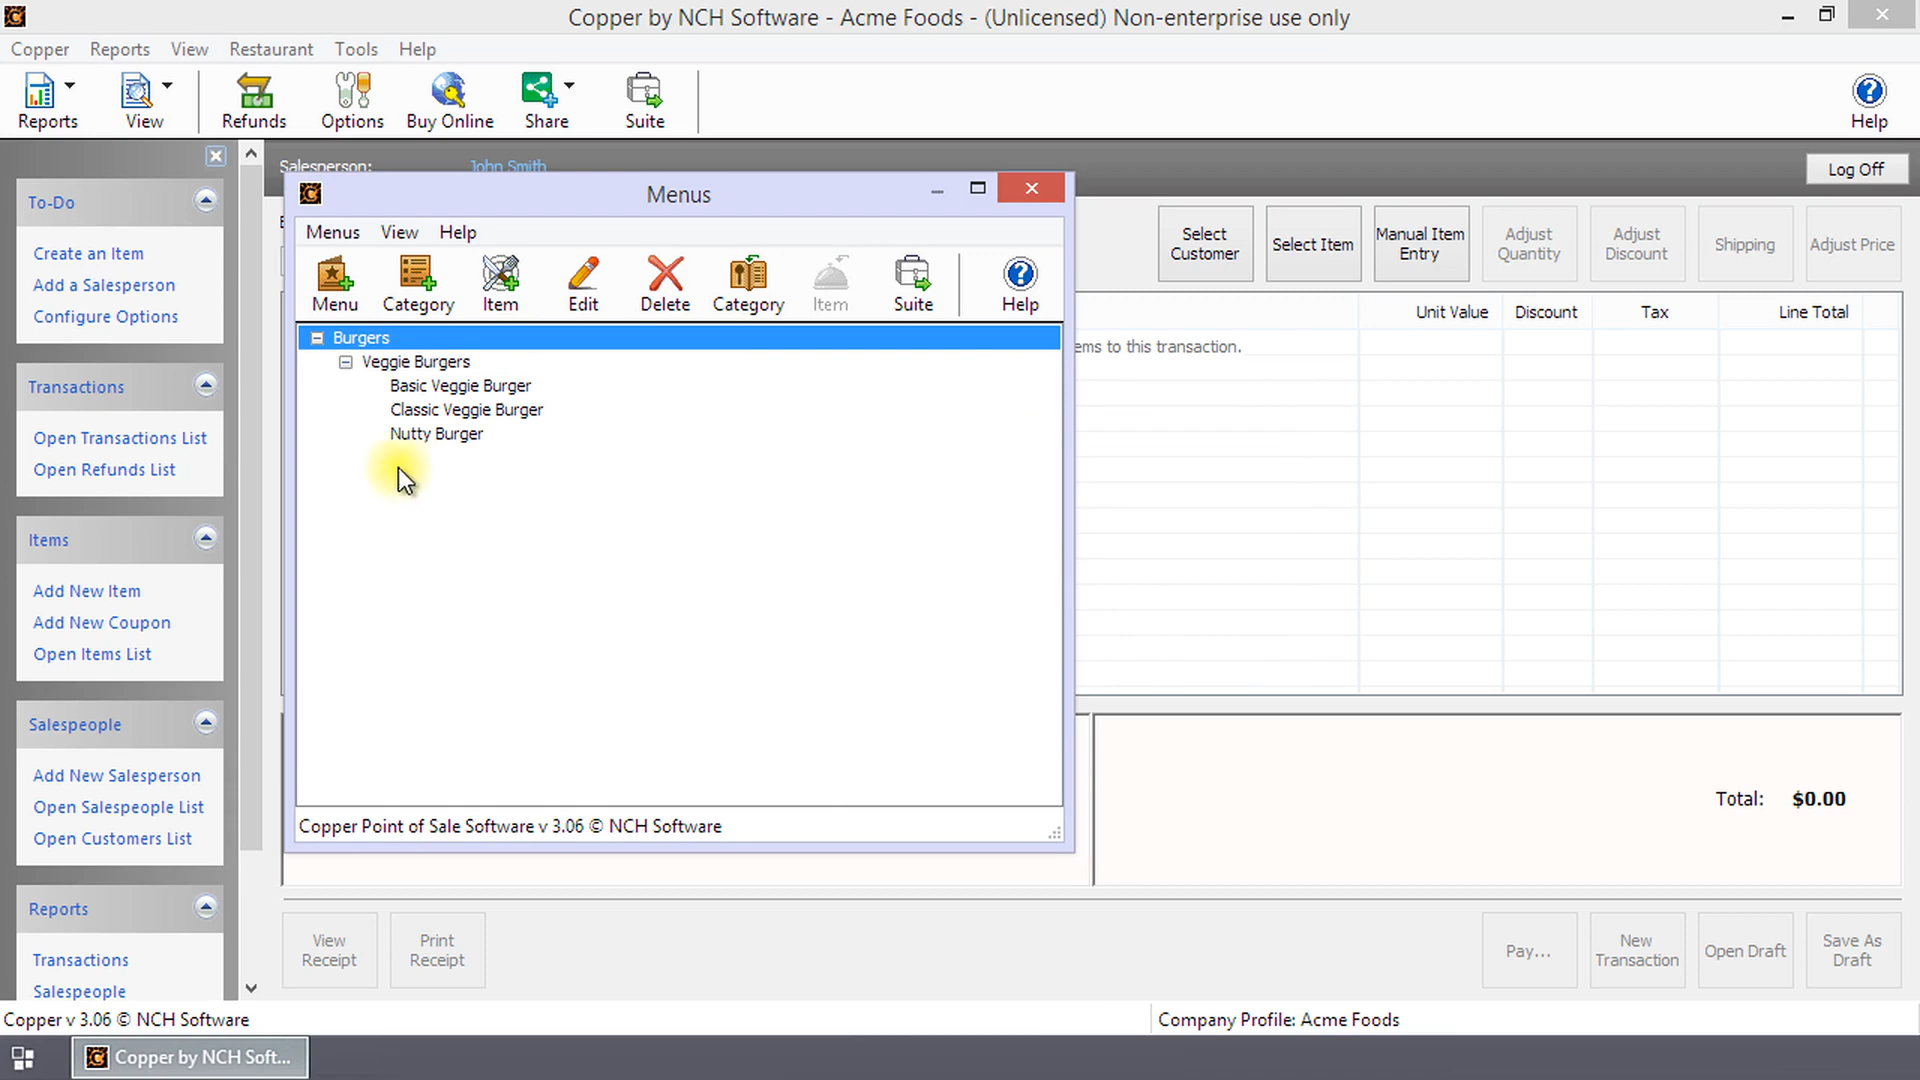 Copper by NCH Software - Acme Foods - (Unlicensed) Non-enterprise use only
Copper Reports View Restaurant Tools Help
Reports View Refunds Options Buy Online Share Suite Help
Salesperson: John Smith
Log Off
To-Do
Create an Item
Add a Salesperson
Configure Options
Transactions
Open Transactions List
Open Refunds List
Items
Add New Item
Add New Coupon
Open Items List
Salespeople
Add New Salesperson
Open Salespeople List
Open Customers List
Reports
Transactions
Salespeople
Menus
Menus View Help
Menu Category Item Edit Delete Category Item Suite Help
Burgers
Veggie Burgers
Basic Veggie Burger
Classic Veggie Burger
Nutty Burger
Copper Point of Sale Software v 3.06 © NCH Software
Select
Customer
Select Item
Manual Item
Entry
Adjust
Quantity
Adjust
Discount
Shipping
Adjust Price
Unit Value Discount Tax Line Total
to this transaction.
Total: $0.00
View
Receipt
Print
Receipt
Pay...
New
Transaction
Open Draft
Save As
Draft
Copper v 3.06 © NCH Software
Company Profile: Acme Foods
Copper by NCH Soft...